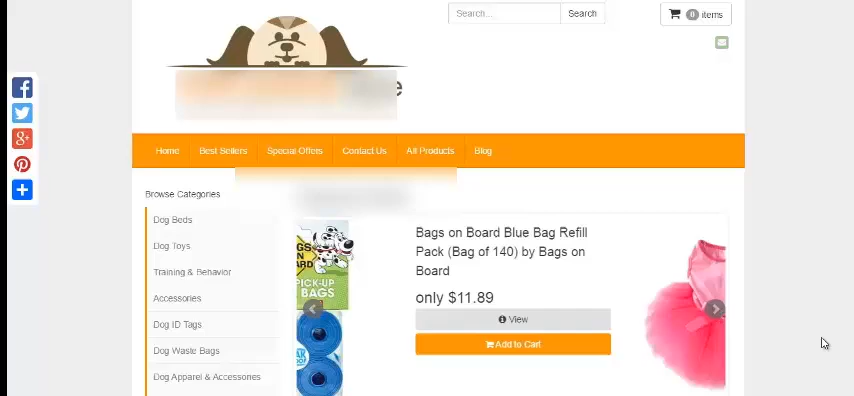 Search...
Search
0 items
Home
Best Sellers
Special Offers
Contact Us
All Products
Blog
Browse Categories
Dog Beds
Dog Toys
Training & Behavior
Accessories
Dog ID Tags
Dog Waste Bags
Dog Apparel & Accessories
PICK-UP
BAGS
Bags on Board Blue Bag Refill
Pack (Bag of 140) by Bags on
Board
only $11.89
View
Add to Cart